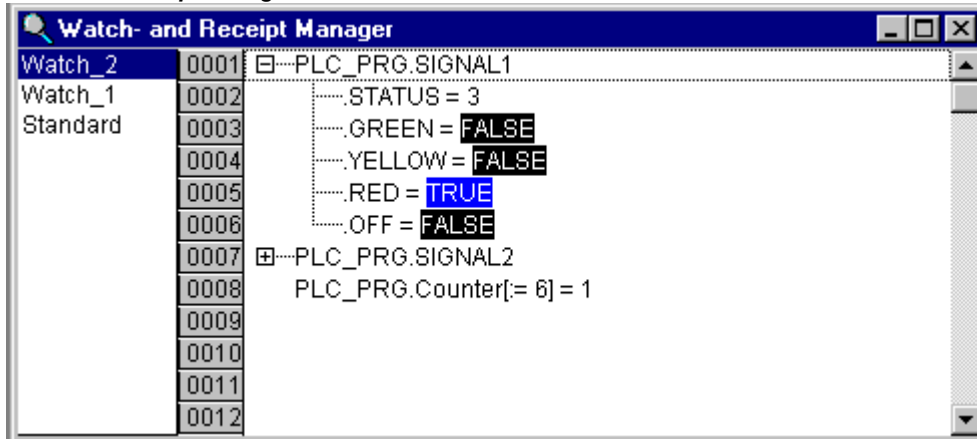 Watch- and Receipt Manager
Watch_2
Watch_1
Standard
0001 PLC_PRG.SIGNAL1
0002 .STATUS = 3
0003 .GREEN = FALSE
0004 .YELLOW = FALSE
0005 .RED = TRUE
0006 .OFF = FALSE
0007 PLC_PRG.SIGNAL2
0008 PLC_PRG.Counter[:= 6] = 1
0009
0010
0011
0012